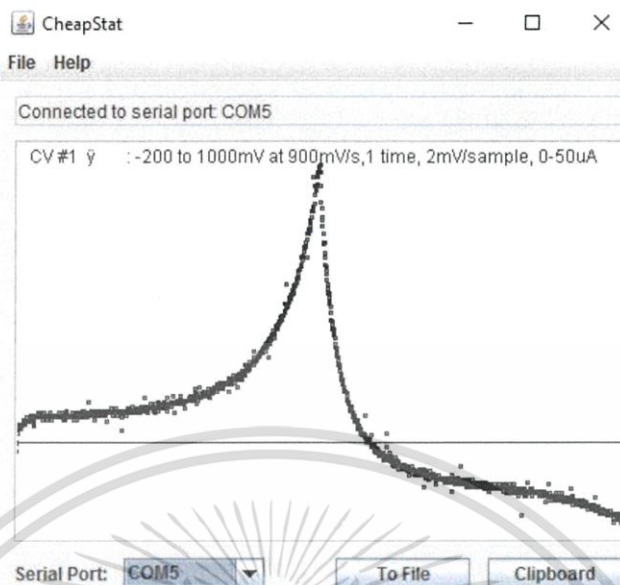 CheapStat
File Help
Connected to serial port: COM5
CV #1 ÿ : -200 to 1000mV at 900mV/s,1 time, 2mV/sample, 0-50uA
Serial Port: COM5 To File Clipboard